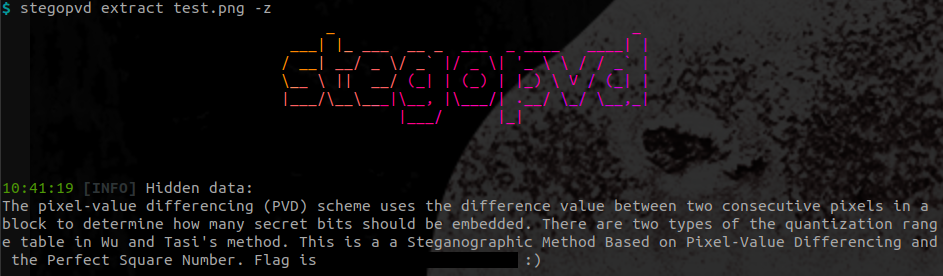 $ stegopvd extract test.png -z
stegopvd
10:41:19 [INFO] Hidden data:
The pixel-value differencing (PVD) scheme uses the difference value between two consecutive pixels in a
block to determine how many secret bits should be embedded. There are two types of the quantization rang
e table in Wu and Tasi's method. This is a a Steganographic Method Based on Pixel-Value Differencing and
the Perfect Square Number. Flag is :)